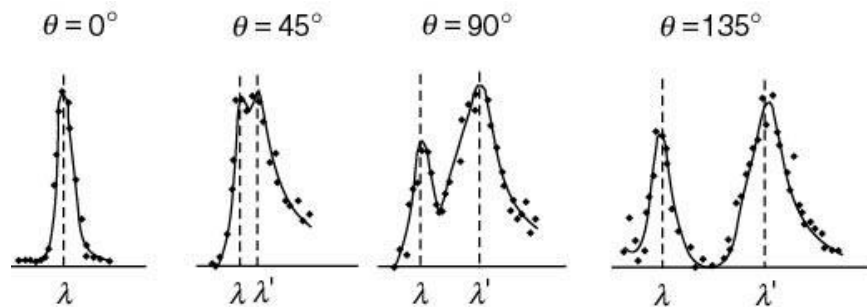 θ = 0° θ = 45° θ = 90° θ = 135°
λ λ λ' λ λ' λ λ'